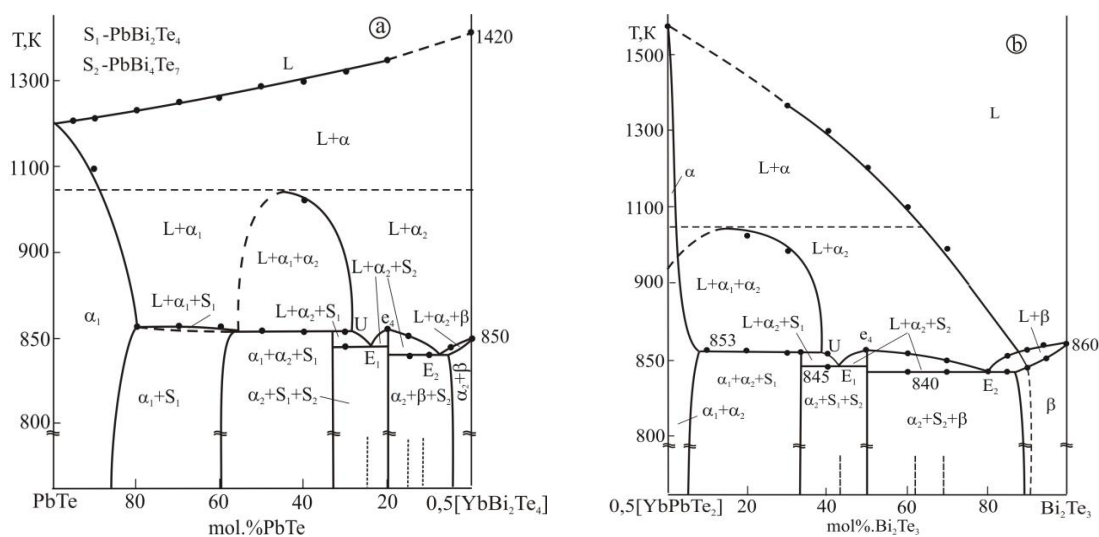 ⓐ
T,K
S₁-PbBi₂Te₄
S₂-PbBi₄Te₇
1420
1300
L
L+α
1100
L+α₁
L+α₂
900
L+α₁+α₂
L+α₂+S₂
L+α₁+S₁
L+α₂+S₁
U
e₄
L+α₂+β
α₁
850
850
α₁+α₂+S₁
E₁
E₂
α₂+β
α₁+S₁
α₂+S₁+S₂
α₂+β+S₂
800
PbTe
80
60
40
20
0,5[YbBi₂Te₄]
mol.%PbTe
ⓑ
T,К
1500
L
1300
α
L+α
1100
L+α₂
900
L+α₁+α₂
L+α₂+S₁
L+α₂+S₂
L+β
853
U
e₄
860
850
845
E₁
840
E₂
α₁+α₂+S₁
α₂+S₁+S₂
α₂+S₂+β
β
α₁+α₂
800
0,5[YbPbTe₂]
20
40
60
80
Bi₂Te₃
mol%.Bi₂Te₃